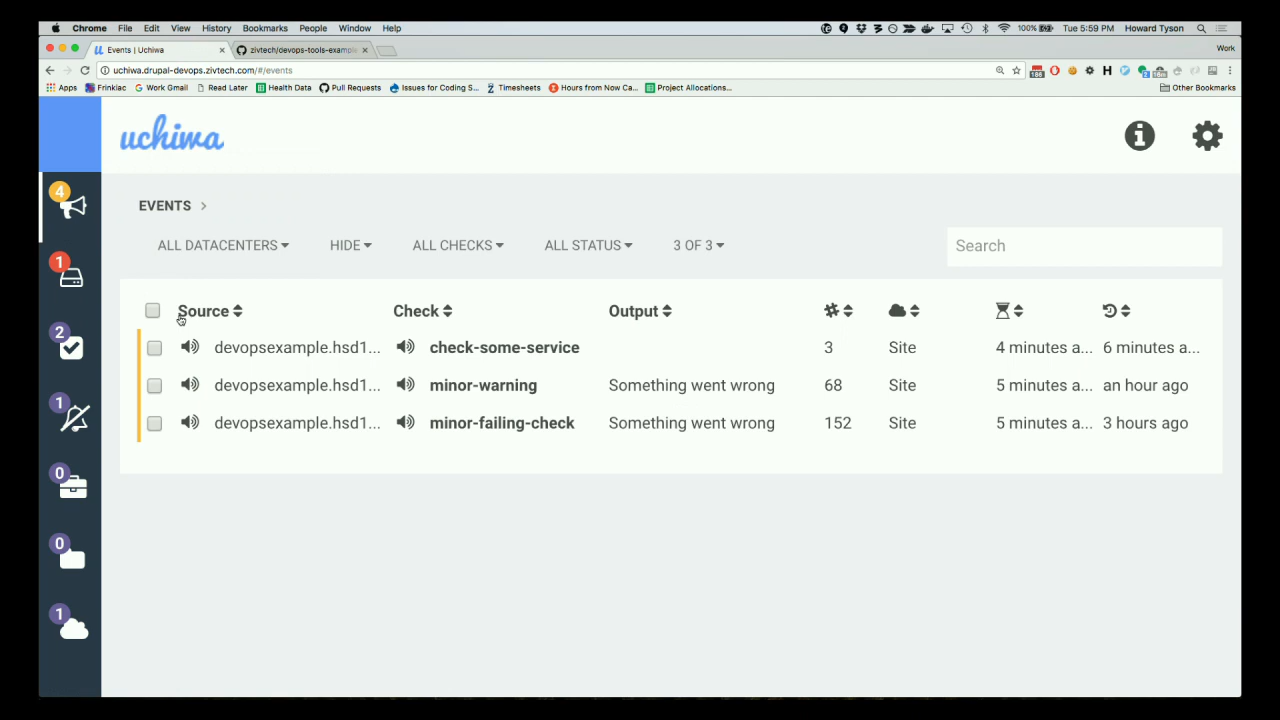 Chrome File Edit View History Bookmarks People Window Help 100% Tue 5:59 PM Howard Tyson
Events | Uchiwa zivtech/devops-tools-example Work
uchiwa.drupal-devops.zivtech.com/#/events
Apps Frinkiac Work Gmail Read Later Health Data Pull Requests Issues for Coding S... Timesheets Hours from Now Ca... Project Allocations... Other Bookmarks
uchiwa
4
EVENTS
ALL DATACENTERS HIDE ALL CHECKS ALL STATUS 3 OF 3 Search
1
Source Check Output
2
devopsexample.hsd1... check-some-service 3 Site 4 minutes a... 6 minutes a...
devopsexample.hsd1... minor-warning Something went wrong 68 Site 5 minutes a... an hour ago
1
devopsexample.hsd1... minor-failing-check Something went wrong 152 Site 5 minutes a... 3 hours ago
0
0
1